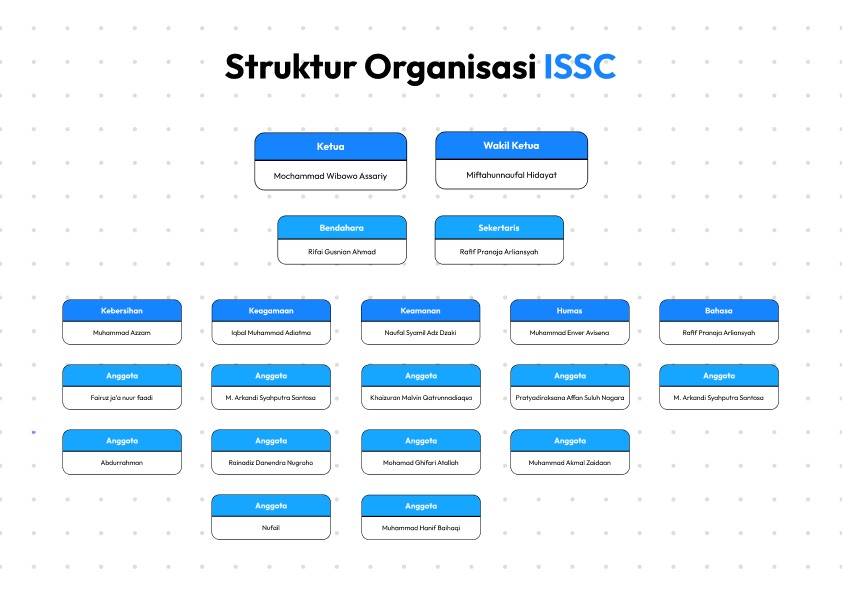 Struktur Organisasi ISSC
Ketua
Mochammad Wibowo Assariy
Wakil Ketua
Miftahunnaufal Hidayat
Bendahara
Rifai Gusnian Ahmad
Sekertaris
Rafif Pranaja Arliansyah
Kebersihan
Muhammad Azzam
Keagamaan
Iqbal Muhammad Adiatma
Keamanan
Naufal Syamil Adz Dzaki
Humas
Muhammad Enver Avisena
Bahasa
Rafif Pranaja Arliansyah
Anggota
Fairuz ja'a nuur faadi
Anggota
M. Arkandi Syahputra Santosa
Anggota
Khaizuran Malvin Qatrunnadiaqsa
Anggota
Pratyadiraksana Affan Suluh Nagara
Anggota
M. Arkandi Syahputra Santosa
Anggota
Abdurrahman
Anggota
Rainadiz Danendra Nugroho
Anggota
Mohamad Ghifari Atallah
Anggota
Muhammad Akmal Zaidaan
Anggota
Nufail
Anggota
Muhammad Hanif Baihaqi